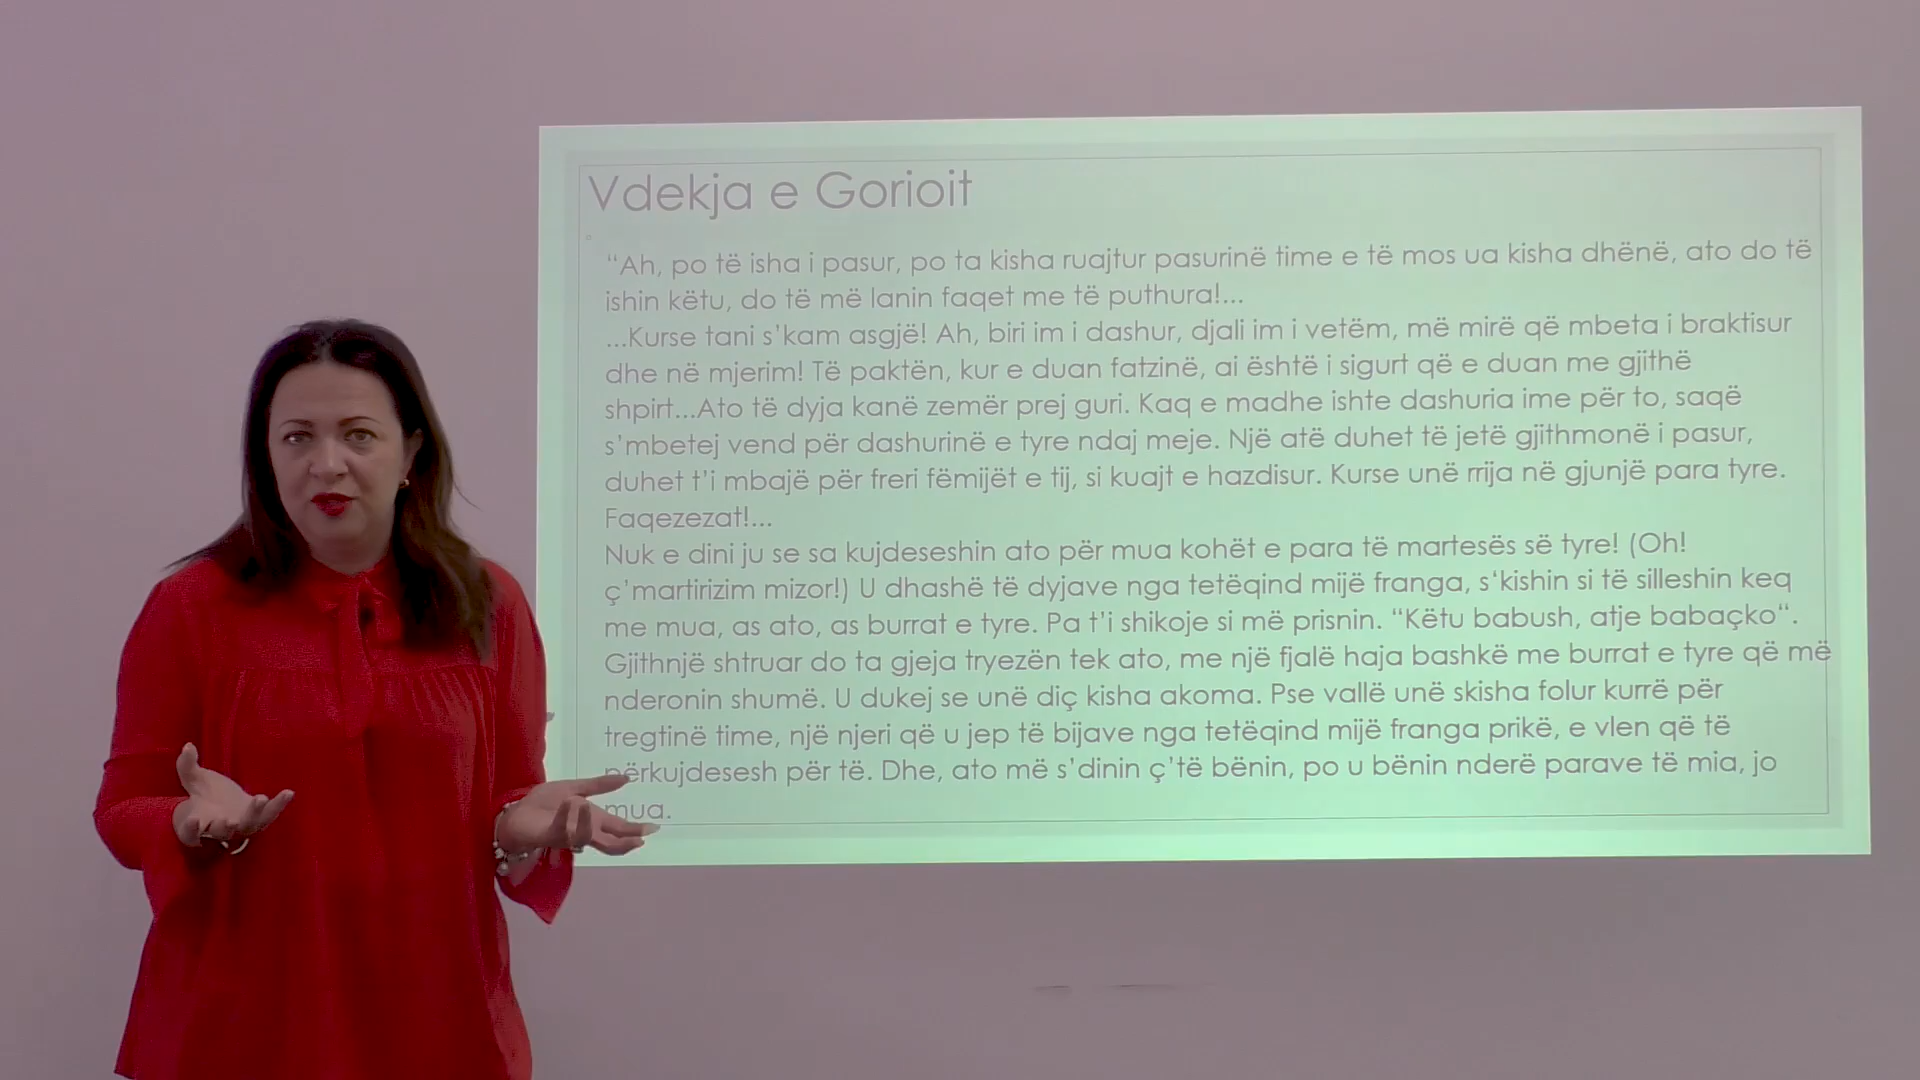 Vdekja e Gorioit
“Ah, po të isha i pasur, po ta kisha ruajtur pasurinë time e të mos ua kisha dhënë, ato do të
ishin këtu, do të më lanin faqet me të puthura!...
...Kurse tani s’kam asgjë! Ah, biri im i dashur, djali im i vetëm, më mirë që mbeta i braktisur
dhe në mjerim! Të paktën, kur e duan fatzinë, ai është i sigurt që e duan me gjithë
shpirt...Ato të dyja kanë zemër prej guri. Kaq e madhe ishte dashuria ime për to, saqë
s’mbetej vend për dashurinë e tyre ndaj meje. Një atë duhet të jetë gjithmonë i pasur,
duhet t’i mbajë për freri fëmijët e tij, si kuajt e hazdisur. Kurse unë rrija në gjunjë para tyre.
Faqezezat!...
Nuk e dini ju se sa kujdeseshin ato për mua kohët e para të martesës së tyre! (Oh!
ç’martirizim mizor!) U dhashë të dyjave nga tetëqind mijë franga, s‘kishin si të silleshin keq
me mua, as ato, as burrat e tyre. Pa t’i shikoje si më prisnin. “Këtu babush, atje babaçko“.
Gjithnjë shtruar do ta gjeja tryezën tek ato, me një fjalë haja bashkë me burrat e tyre që më
nderonin shumë. U dukej se unë diç kisha akoma. Pse vallë unë skisha folur kurrë për
tregtinë time, një njeri që u jep të bijave nga tetëqind mijë franga prikë, e vlen që të
përkujdesesh për të. Dhe, ato më s’dinin ç’të bënin, po u bënin nderë parave të mia, jo
mua.